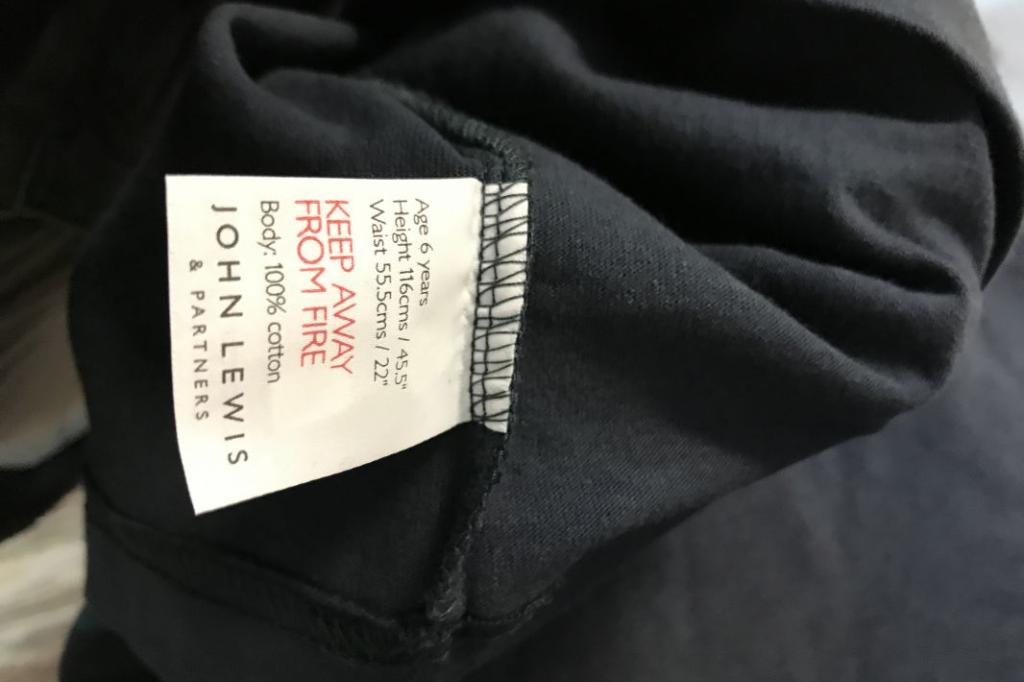 Age 6 years
Height 116cms / 45.5"
Waist 55.5cms / 22"
KEEP AWAY
FROM FIRE
Body: 100% cotton
JOHN LEWIS
& PARTNERS